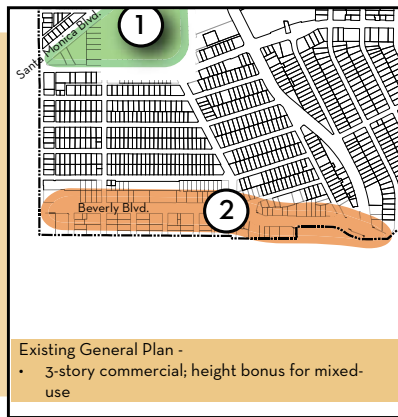 1
Santa Monica Blvd.
Beverly Blvd.
2
Existing General Plan -
• 3-story commercial; height bonus for mixed-
use